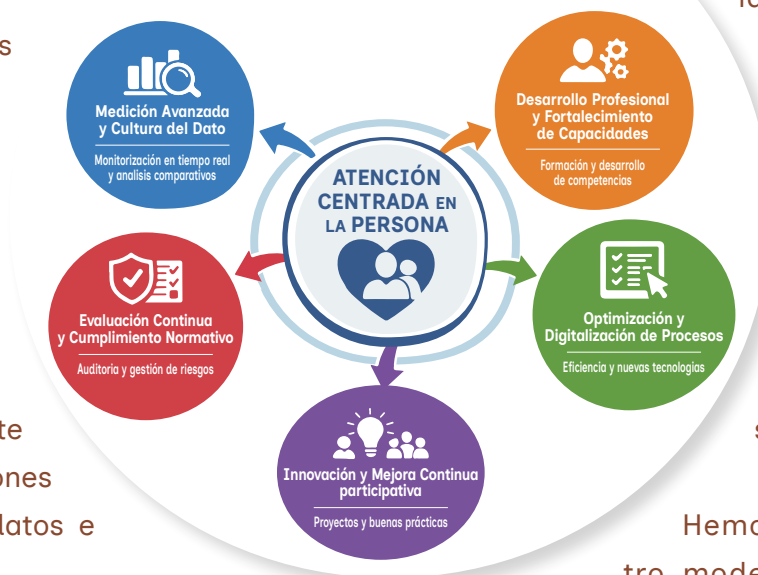 s
Medición Avanzada
y Cultura del Dato
Monitorización en tiempo real
y analisis comparativos
Desarrollo Profesional
y Fortalecimiento
de Capacidades
Formación y desarrollo
de competencias
ATENCIÓN
CENTRADA EN
LA PERSONA
Evaluación Continua
y Cumplimiento Normativo
Auditoria y gestión de riesgos
Optimización y
Digitalización de Procesos
Eficiencia y nuevas tecnologias
Innovación y Mejora Continua
participativa
Proyectos y buenas prácticas
te
ones
datos e
s
Hemo
tro mode